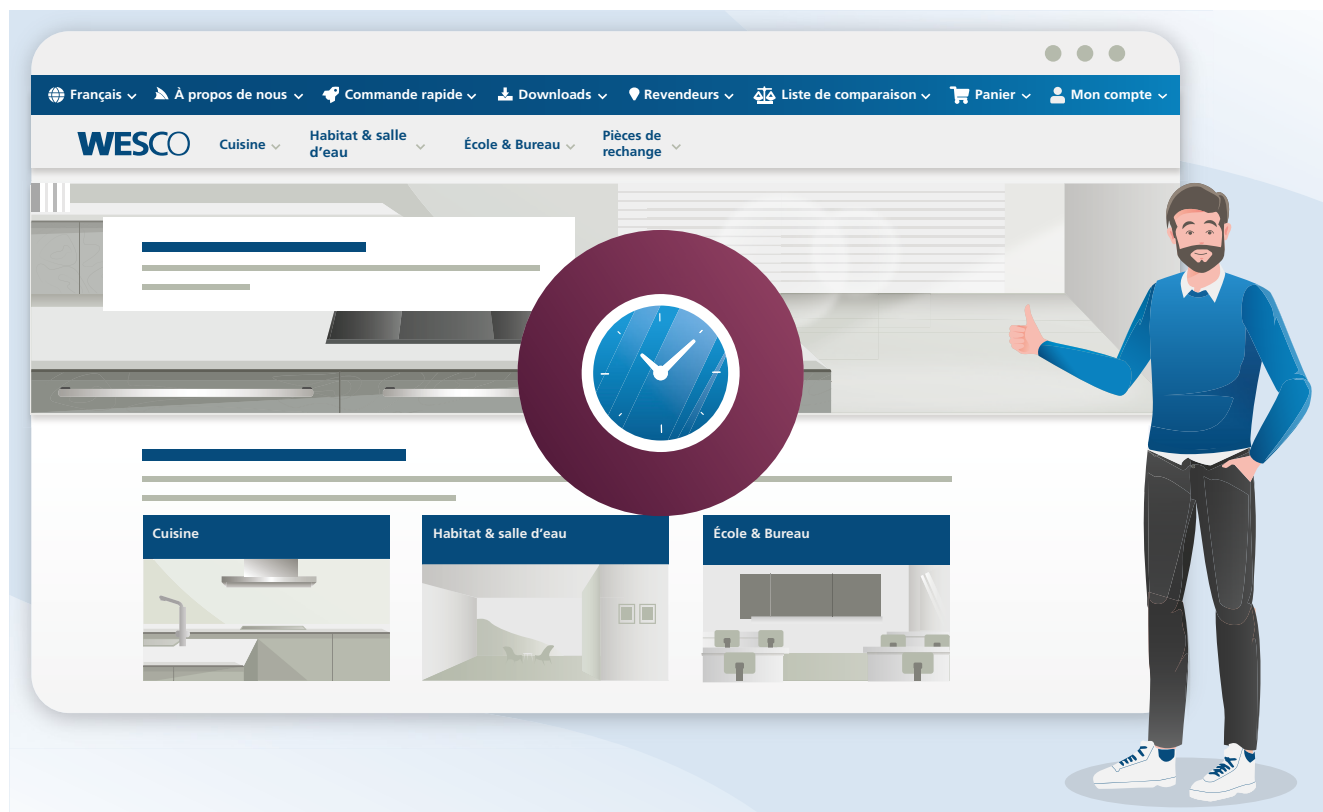 Français
À propos de nous
Commande rapide
Downloads
Revendeurs
Liste de comparaison
Panier
Mon compte
WESCO
Cuisine
Habitat & salle
d’eau
École & Bureau
Pièces de
rechange
Cuisine
Habitat & salle d’eau
École & Bureau